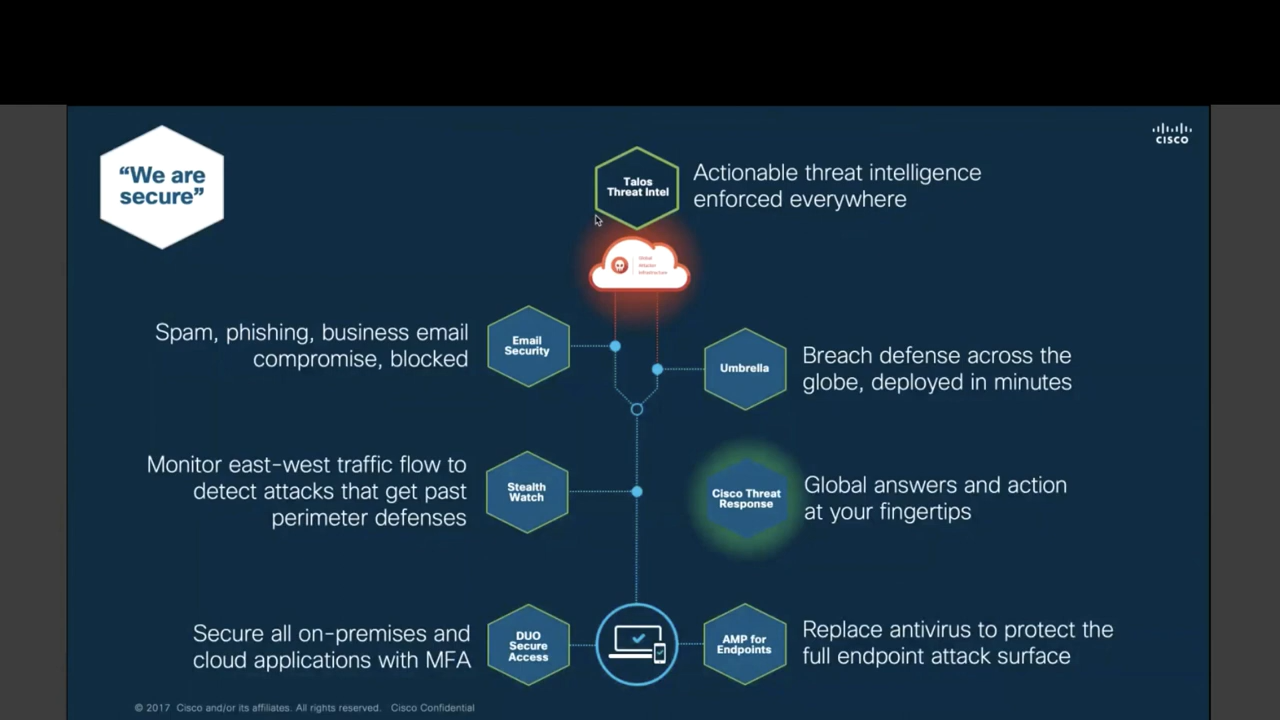 “We are
secure”
CISCO
Talos
Threat Intel
Actionable threat intelligence
enforced everywhere
Global
Attacker
Infrastructure
Spam, phishing, business email
compromise, blocked
Email
Security
Umbrella
Breach defense across the
globe, deployed in minutes
Monitor east-west traffic flow to
detect attacks that get past
perimeter defenses
Stealth
Watch
Cisco Threat
Response
Global answers and action
at your fingertips
Secure all on-premises and
cloud applications with MFA
DUO
Secure
Access
AMP for
Endpoints
Replace antivirus to protect the
full endpoint attack surface
© 2017 Cisco and/or its affiliates. All rights reserved. Cisco Confidential